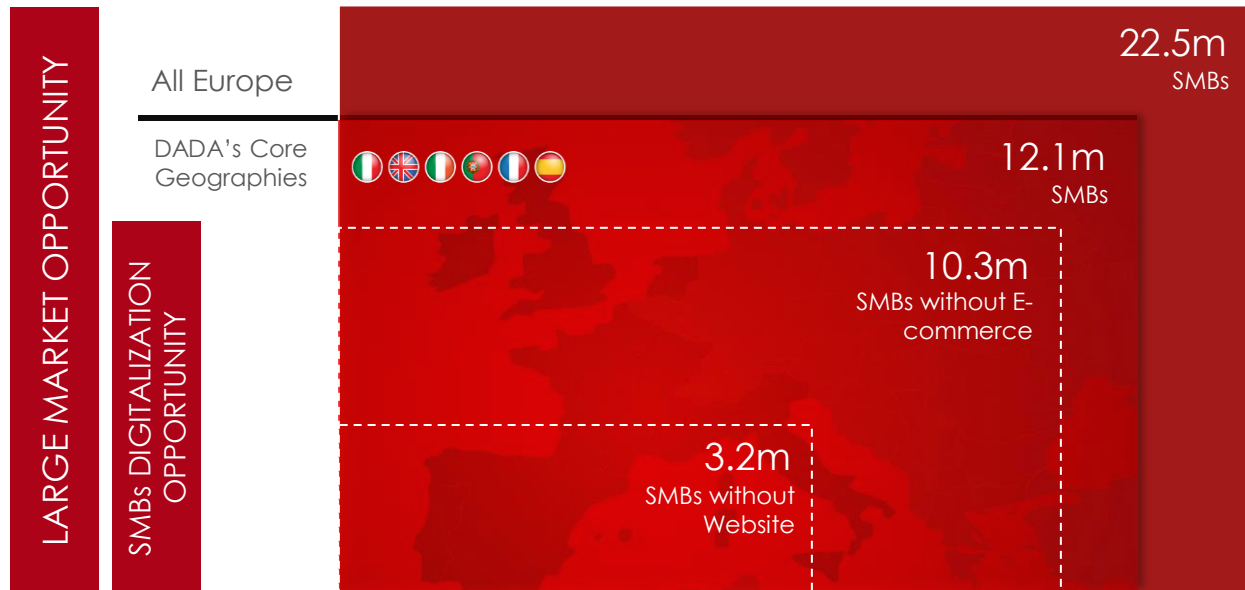 LARGE MARKET OPPORTUNITY
SMBs DIGITALIZATION
OPPORTUNITY
All Europe
22.5m
SMBs
DADA's Core
Geographies
12.1m
SMBs
10.3m
SMBs without E-
commerce
3.2m
SMBs without
Website